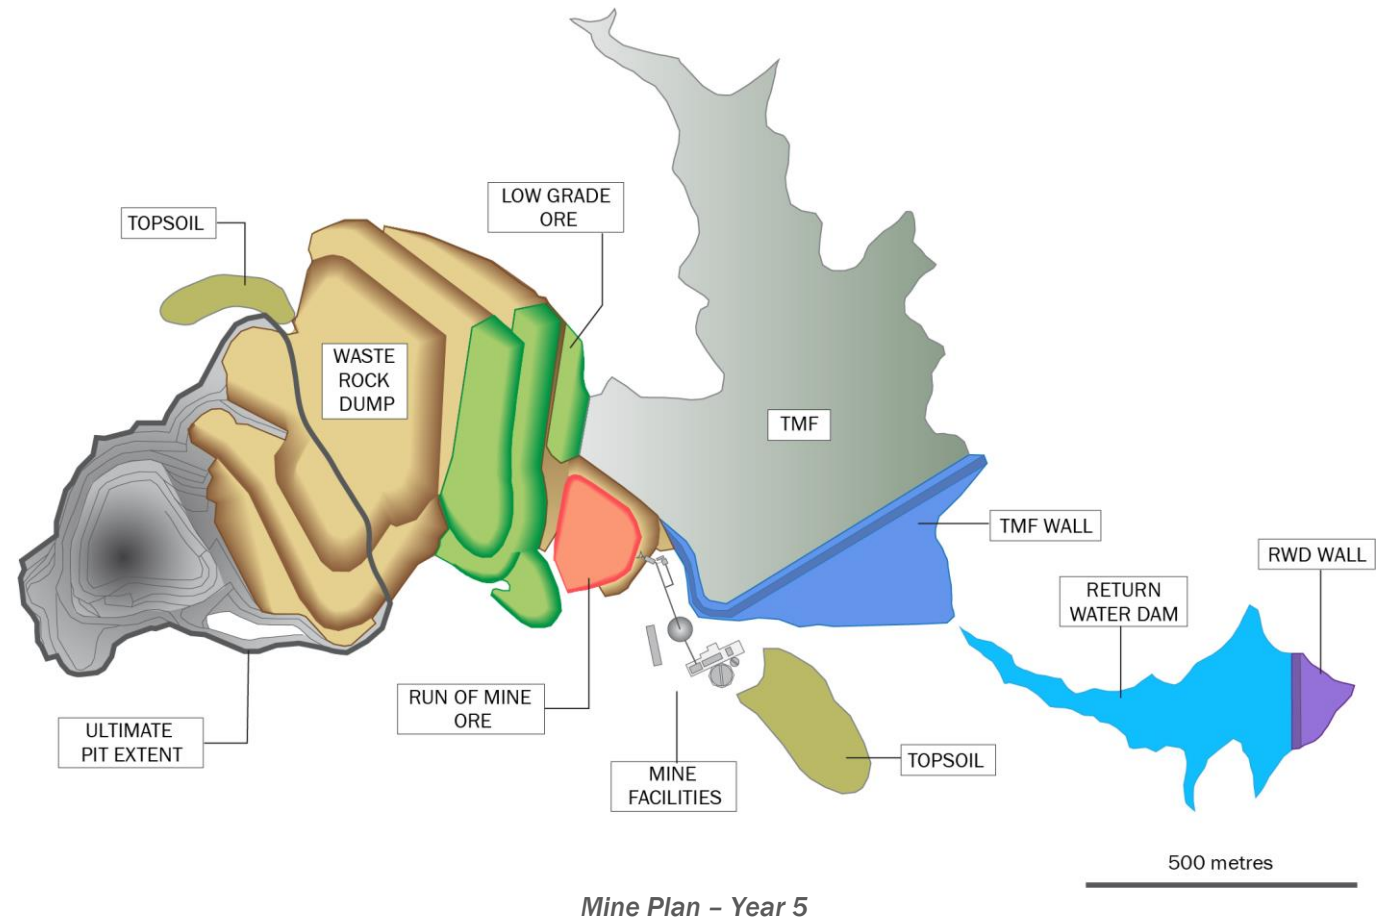 LOW GRADE
ORE
TOPSOIL
WASTE
ROCK
DUMP
TMF
TMF WALL
RWD WALL
RETURN
WATER DAM
RUN OF MINE
ORE
ULTIMATE
PIT EXTENT
TOPSOIL
MINE
FACILITIES
500 metres
Mine Plan – Year 5